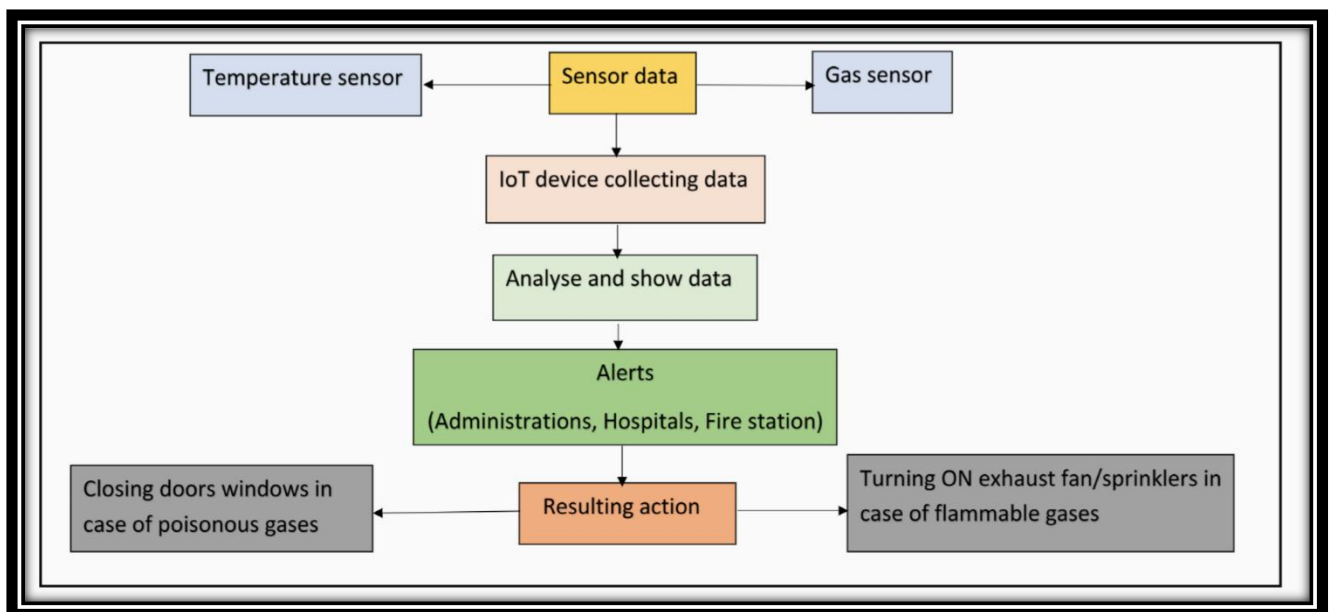 Temperature sensor
Sensor data
Gas sensor
IoT device collecting data
Analyse and show data
Alerts
(Administrations, Hospitals, Fire station)
Closing doors windows in
case of poisonous gases
Resulting action
Turning ON exhaust fan/sprinklers in
case of flammable gases